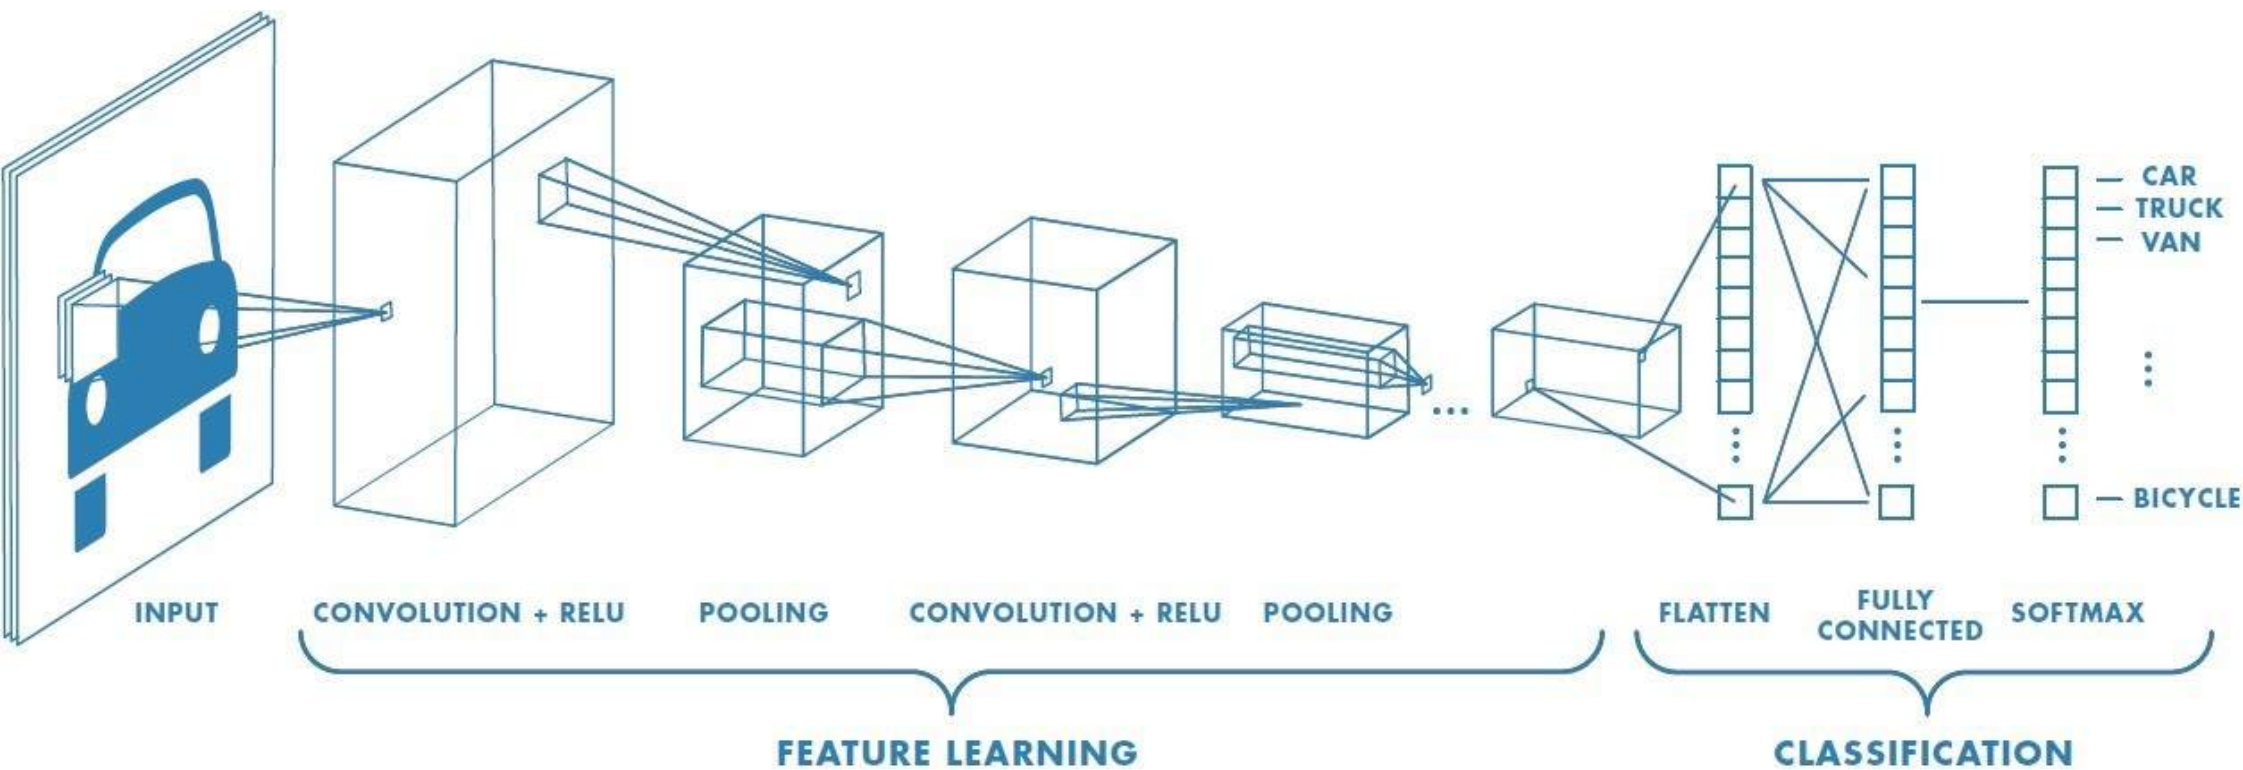 CAR
TRUCK
VAN
BICYCLE
INPUT
CONVOLUTION + RELU
POOLING
CONVOLUTION + RELU
POOLING
FLATTEN
FULLY
CONNECTED
SOFTMAX
FEATURE LEARNING
CLASSIFICATION